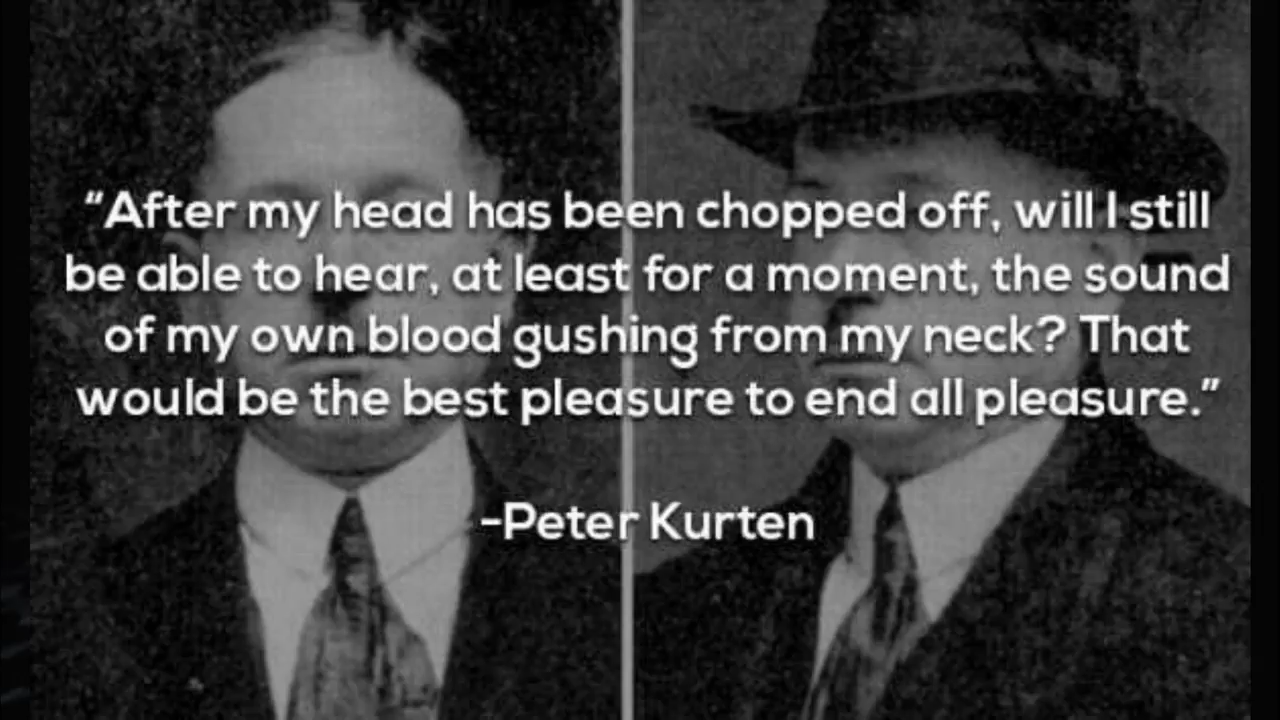 “After my head has been chopped off, will I still
be able to hear, at least for a moment, the sound
of my own blood gushing from my neck? That
would be the best pleasure to end all pleasure.”
-Peter Kurten